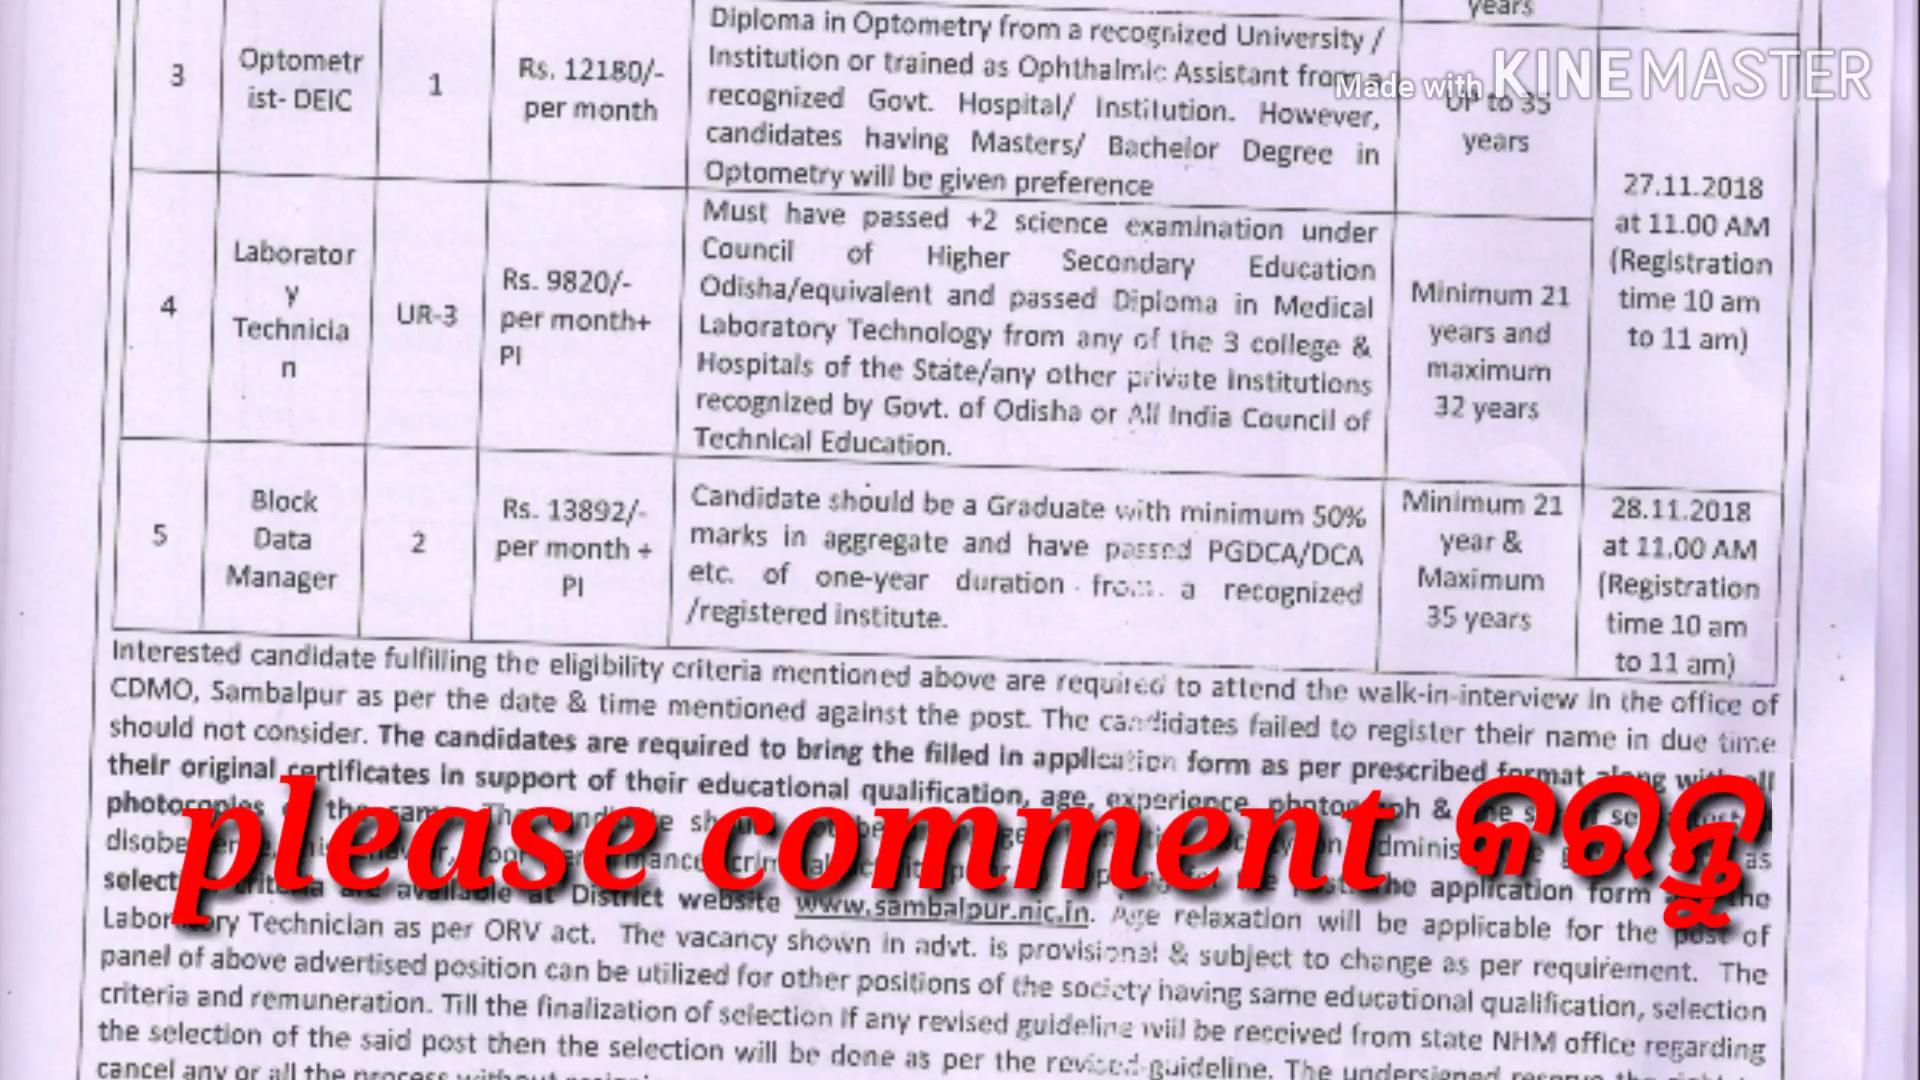 years
Made with KINEMASTER
3
Optometr
ist- DEIC
1
Rs. 12180/-
per month
Diploma in Optometry from a recognized University /
Institution or trained as Ophthalmic Assistant from a
recognized Govt. Hospital/ Institution. However,
candidates having Masters/ Bachelor Degree in
Optometry will be given preference
UP to 35
years
27.11.2018
at 11.00 AM
(Registration
time 10 am
to 11 am)
4
Laborator
y
Technicia
n
UR-3
Rs. 9820/-
per month+
PI
Must have passed +2 science examination under
Council of Higher Secondary Education
Odisha/equivalent and passed Diploma in Medical
Laboratory Technology from any of the 3 college &
Hospitals of the State/any other private institutions
recognized by Govt. of Odisha or All India Council of
Technical Education.
Minimum 21
years and
maximum
32 years
5
Block
Data
Manager
2
Rs. 13892/-
per month +
PI
Candidate should be a Graduate with minimum 50%
marks in aggregate and have passed PGDCA/DCA
etc. of one-year duration from a recognized
/registered institute.
Minimum 21
year &
Maximum
35 years
28.11.2018
at 11.00 AM
(Registration
time 10 am
to 11 am)
Interested candidate fulfilling the eligibility criteria mentioned above are required to attend the walk-in-interview in the office of
CDMO, Sambalpur as per the date & time mentioned against the post. The candidates failed to register their name in due time
should not consider. The candidates are required to bring the filled in application form as per prescribed format along with all
their original certificates in support of their educational qualification, age, experience, photograph &
photocopies the
please comment କରନ୍ତୁ
criteria are available at District website www.sambalpur.nic.in. Age relaxation will be applicable for the post of
Laboratory Technician as per ORV act. The vacancy shown in advt. is provisional & subject to change as per requirement. The
panel of above advertised position can be utilized for other positions of the society having same educational qualification, selection
criteria and remuneration. Till the finalization of selection if any revised guideline will be received from state NHM office regarding
the selection of the said post then the selection will be done as per the revised guideline. The undersigned
cancel any or all the process without